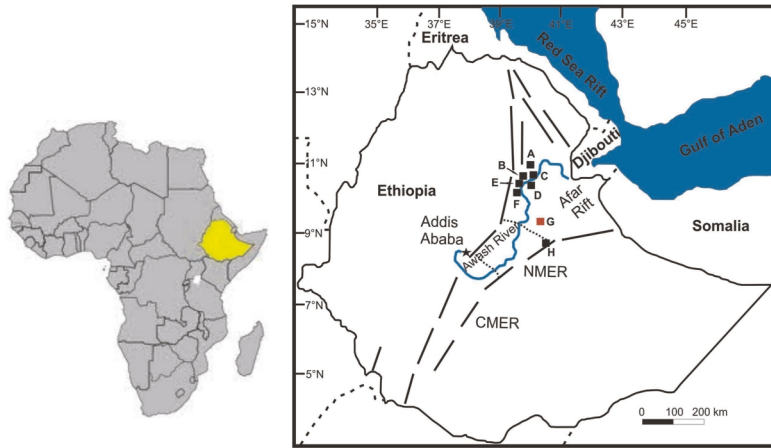 35°E
37°E
39°E
41°E
43°E
45°E
15°N
13°N
11°N
9°N
7°N
5°N
Eritrea
Red Sea Rift
Gulf of Aden
Djibouti
A
B
C
E
D
F
Ethiopia
Afar
Rift
G
Somalia
Addis
Ababa
Awash River
H
NMER
CMER
0 100 200 km